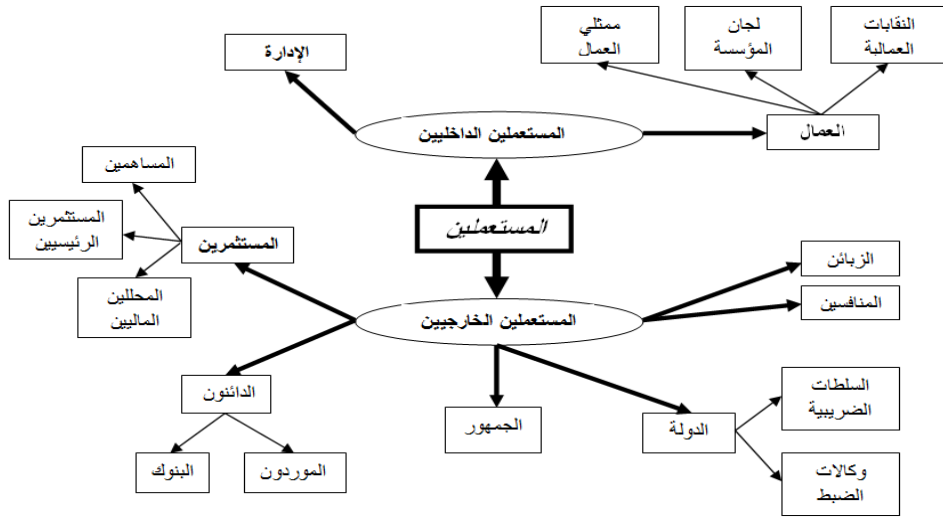 النقابات
العمالية
لجان
المؤسسة
ممثلي
العمال
الإدارة
العمال
المستعملين الداخليين
المساهمين
المستعملين
المستثمرين
الرئيسيين
المستثمرين
الزبائن
المنافسين
المحللين
الماليين
المستعملين الخارجيين
السلطات
الضريبية
الدائنون
الجمهور
الدولة
وكالات
الضبط
الموردون
البنوك